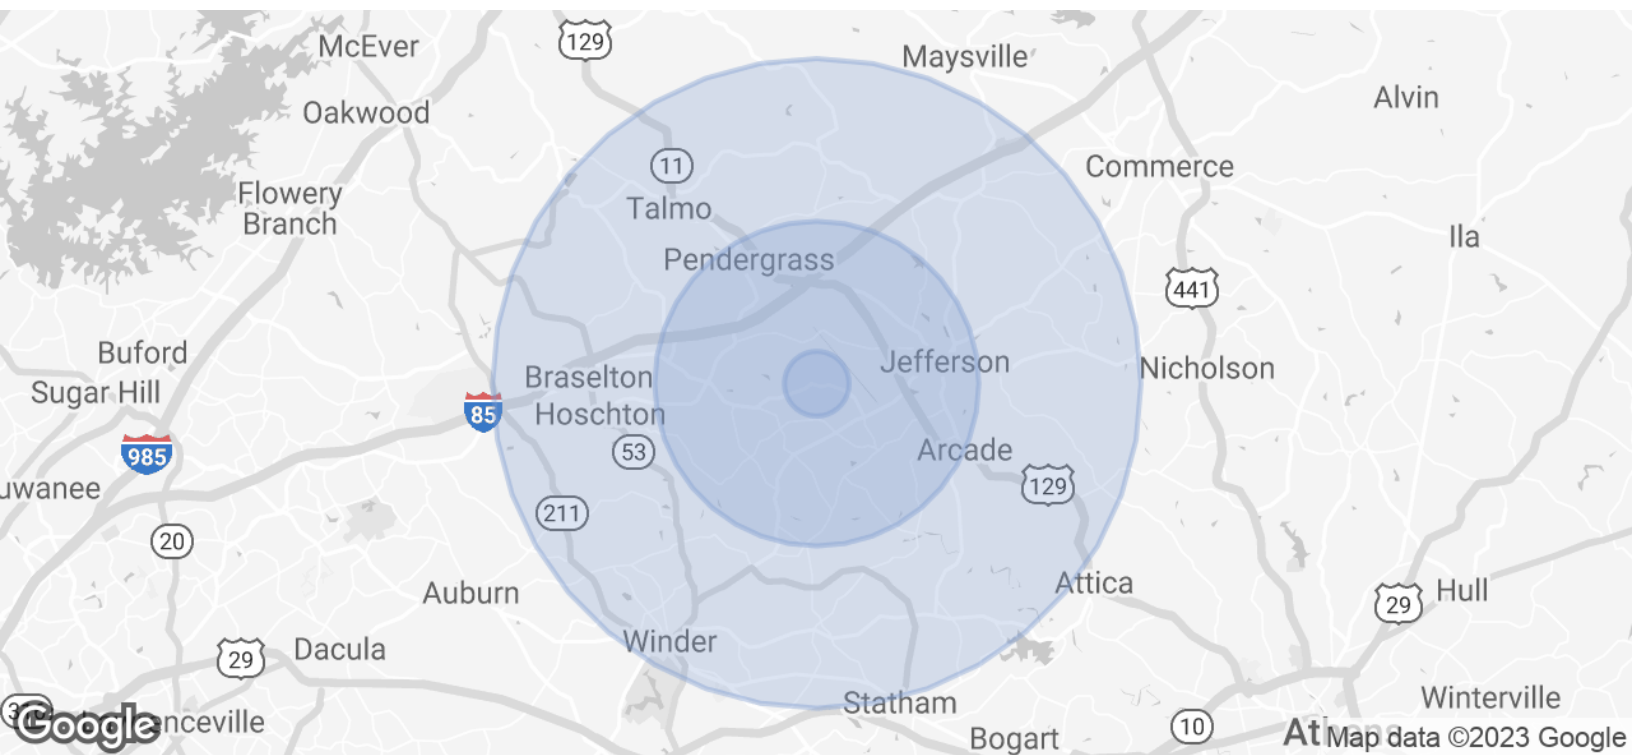 McEver
129
Maysville
Alvin
Oakwood
11
Commerce
Flowery
Branch
Talmo
Ila
Pendergrass
441
Buford
Jefferson
Nicholson
Sugar Hill
Braselton
85
Hoschton
53
985
Arcade
uwanee
129
211
20
Auburn
Attica
29
Hull
Winder
29
Dacula
Statham
Winterville
Google
enceville
10
Bogart
At
Map data ©2023 Google